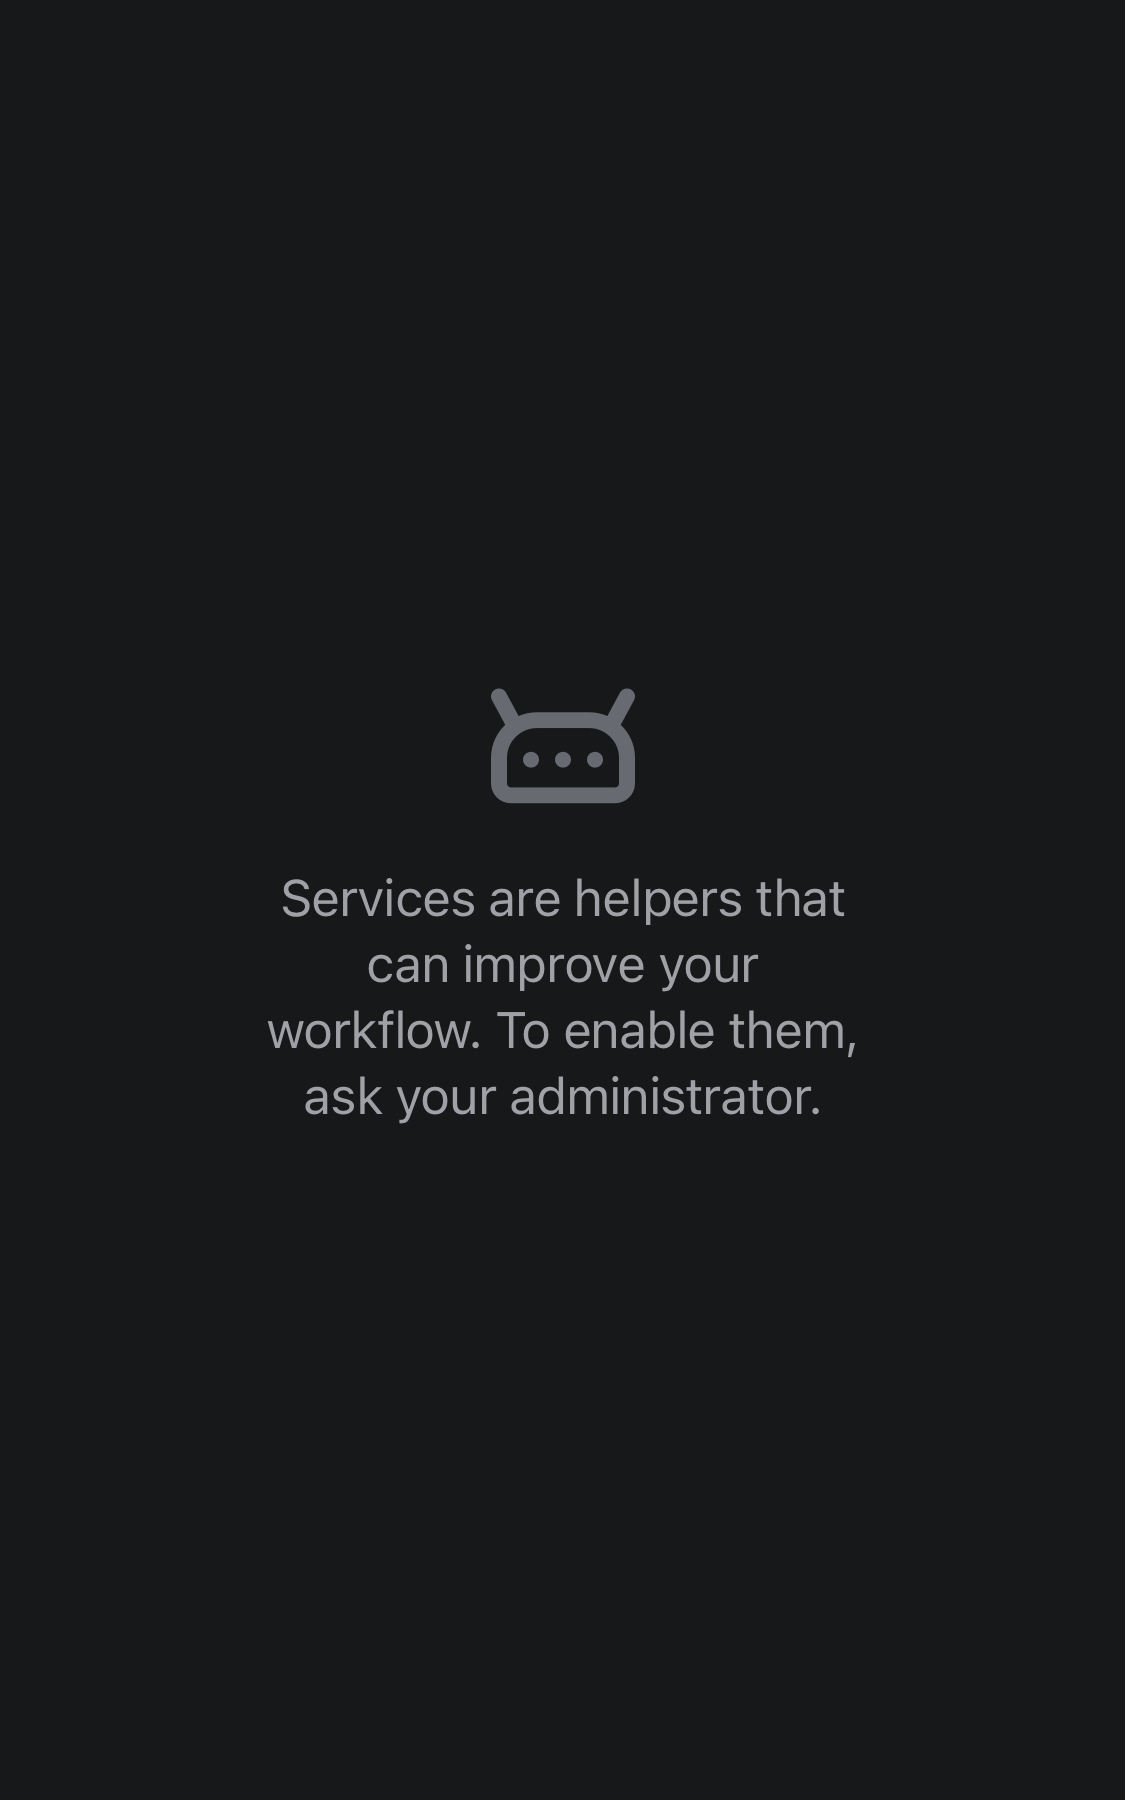 Services are helpers that
can improve your
workflow. To enable them,
ask your administrator.